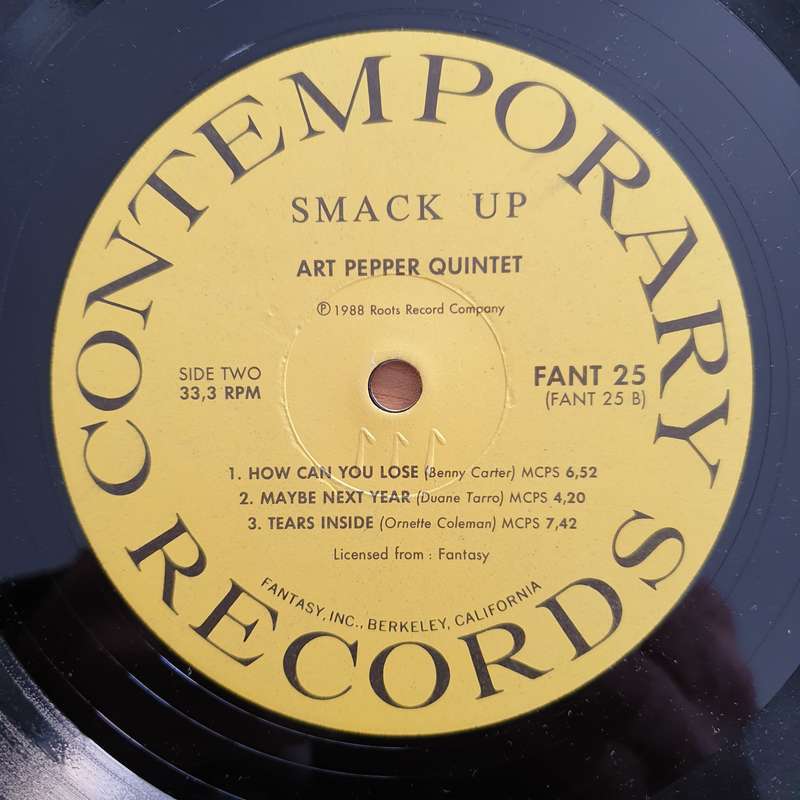 CONTEMPORARY
SMACK UP
ART PEPPER QUINTET
℗ 1988 Roots Record Company
SIDE TWO
33,3 RPM
FANT 25
(FANT 25 B)
1. HOW CAN YOU LOSE (Benny Carter) MCPS 6,52
2. MAYBE NEXT YEAR (Duane Tarro) MCPS 4,20
3. TEARS INSIDE (Ornette Coleman) MCPS 7,42
Licensed from : Fantasy
FANTASY, INC., BERKELEY, CALIFORNIA
RECORDS